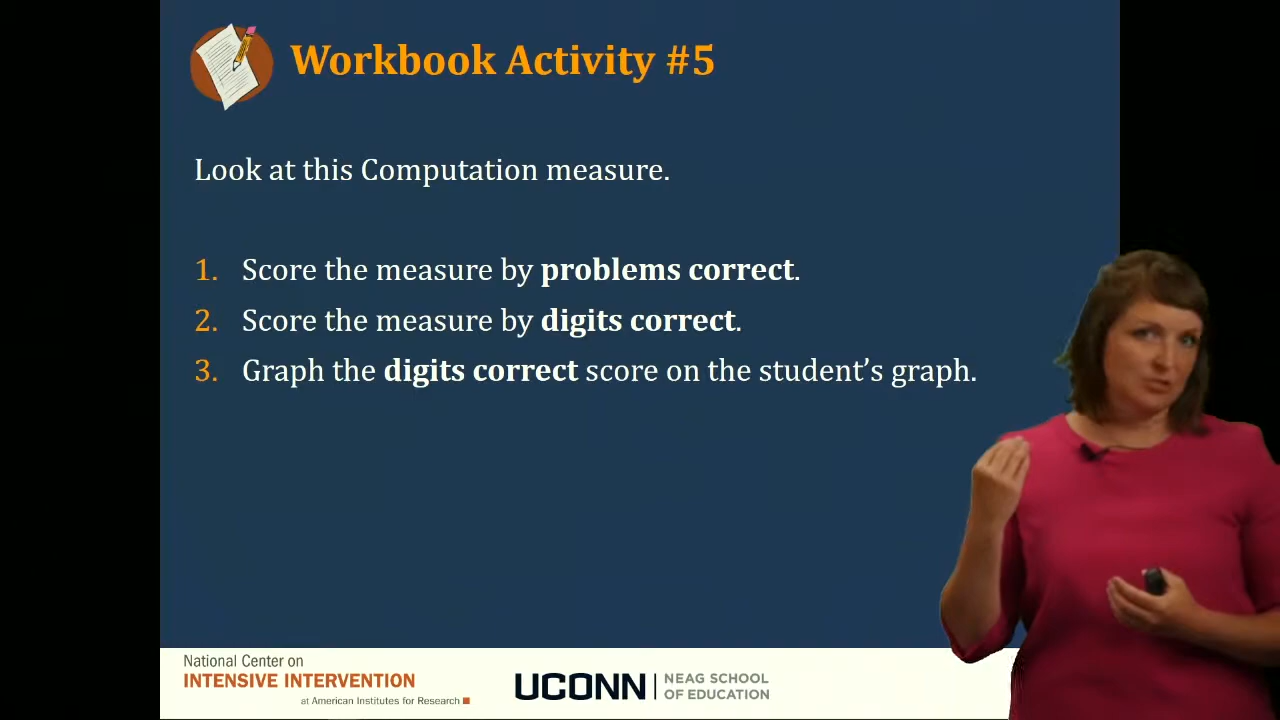 Workbook Activity #5
Look at this Computation measure.
1. Score the measure by problems correct.
2. Score the measure by digits correct.
3. Graph the digits correct score on the student’s graph.
National Center on
INTENSIVE INTERVENTION
at American Institutes for Research
UCONN
NEAG SCHOOL
OF EDUCATION